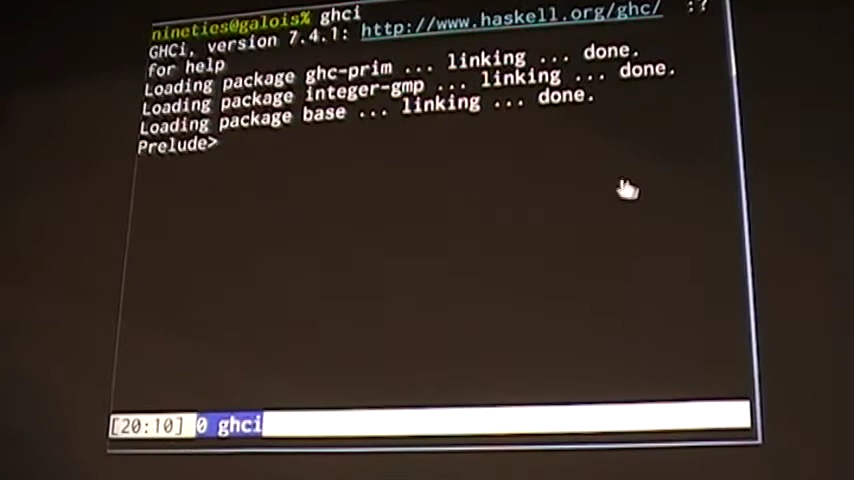 nineties@galois% ghci
GHCi, version 7.4.1: http://www.haskell.org/ghc/  :?
for help
Loading package ghc-prim ... linking ... done.
Loading package integer-gmp ... linking ... done.
Loading package base ... linking ... done.
Prelude>
[20:10] 0 ghci